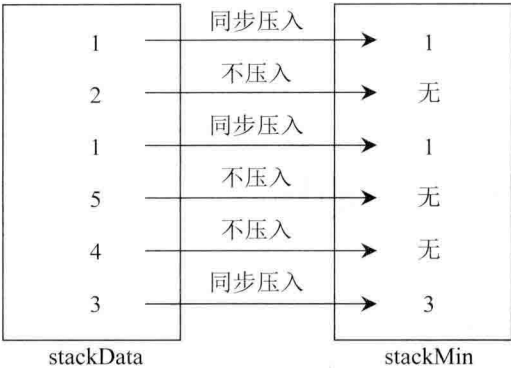 1 同步压入 1
2 不压入 无
1 同步压入 1
5 不压入 无
4 不压入 无
3 同步压入 3
stackData stackMin